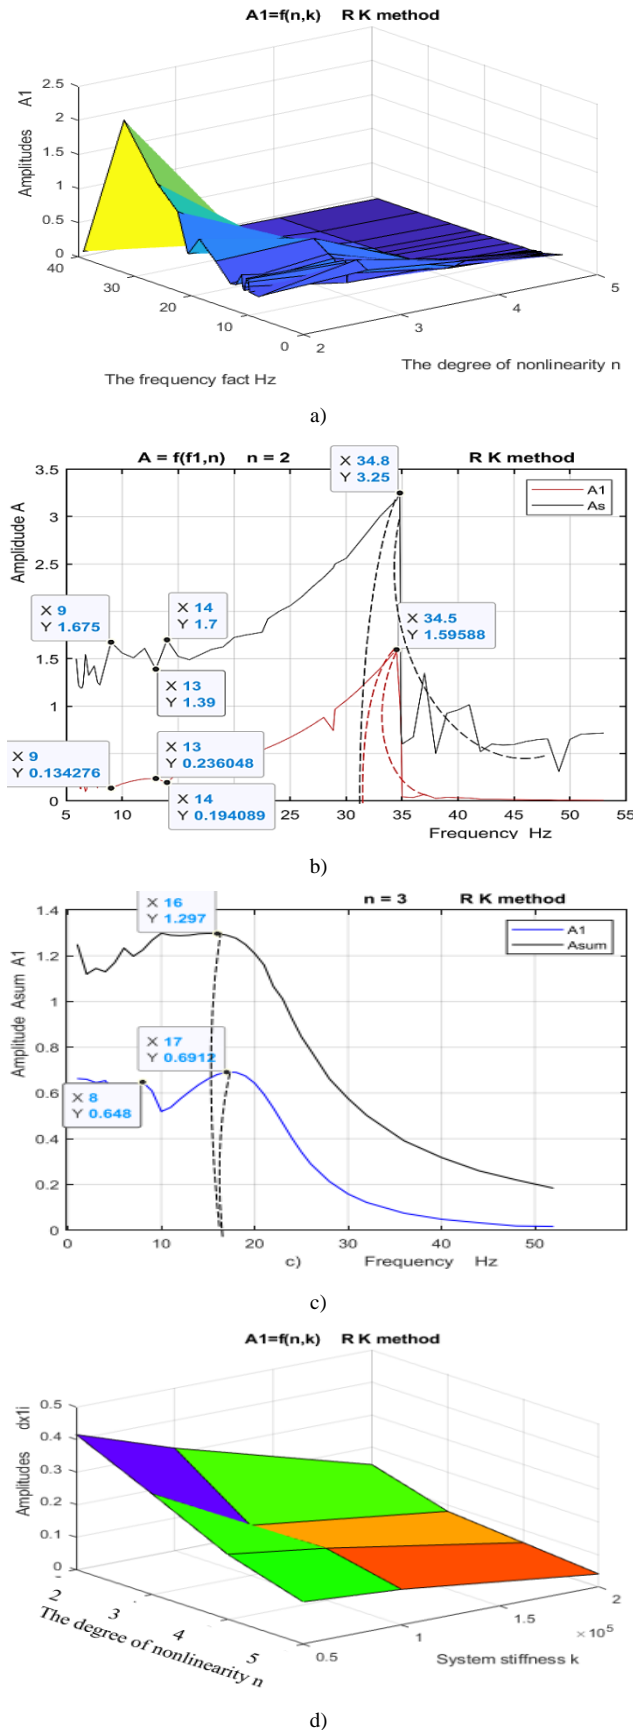 A1=f(n,k) R K method
2.5
2
1.5
1
0.5
0
Amplitudes A1
40
30
20
10
0
2
3
4
5
The frequency fact Hz
The degree of nonlinearity n
a)
A = f(f1,n) n = 2 R K method
3.5
3
2.5
1.5
1
0.5
0
Amplidude A
X 34.8
Y 3.25
A1
As
X 9
Y 1.675
X 14
Y 1.7
X 34.5
Y 1.59588
X 13
Y 1.39
X 9
Y 0.134276
X 13
Y 0.236048
X 14
Y 0.194089
5
10
25
30
35
40
45
50
55
Frequency Hz
b)
n = 3 R K method
1.4
1.2
1
0.8
0.6
0.4
0.2
0
Amplitude Asum A1
X 16
Y 1.297
A1
Asum
X 17
Y 0.6912
X 8
Y 0.648
0
10
20
30
40
50
c) Frequency Hz
c)
A1=f(n,k) R K method
0.5
0.4
0.3
0.2
0.1
0
Amplitudes dx1i
2
3
4
5
The degree of nonlinearity n
0.5
1
1.5
2
×10⁵
System stiffness k
d)